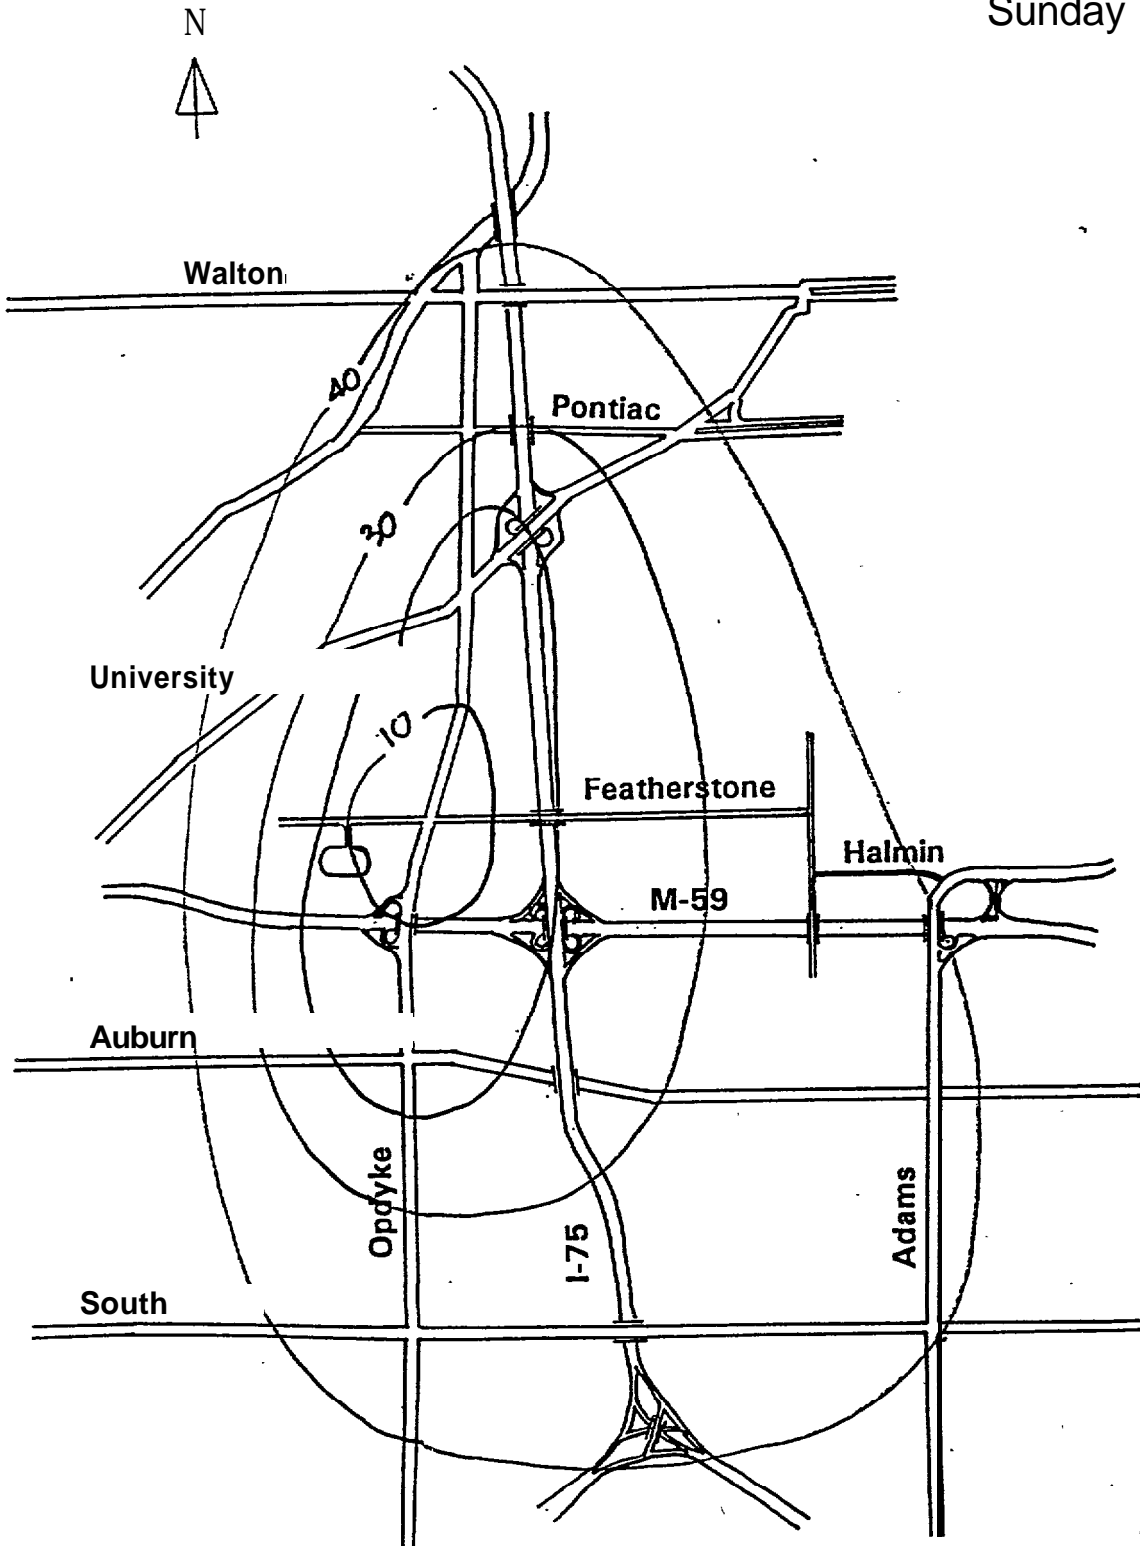 Sunday
N
Walton
40
Pontiac
30
University
10
Featherstone
Halmin
M-59
Auburn
Opdyke
Adams
I-75
South